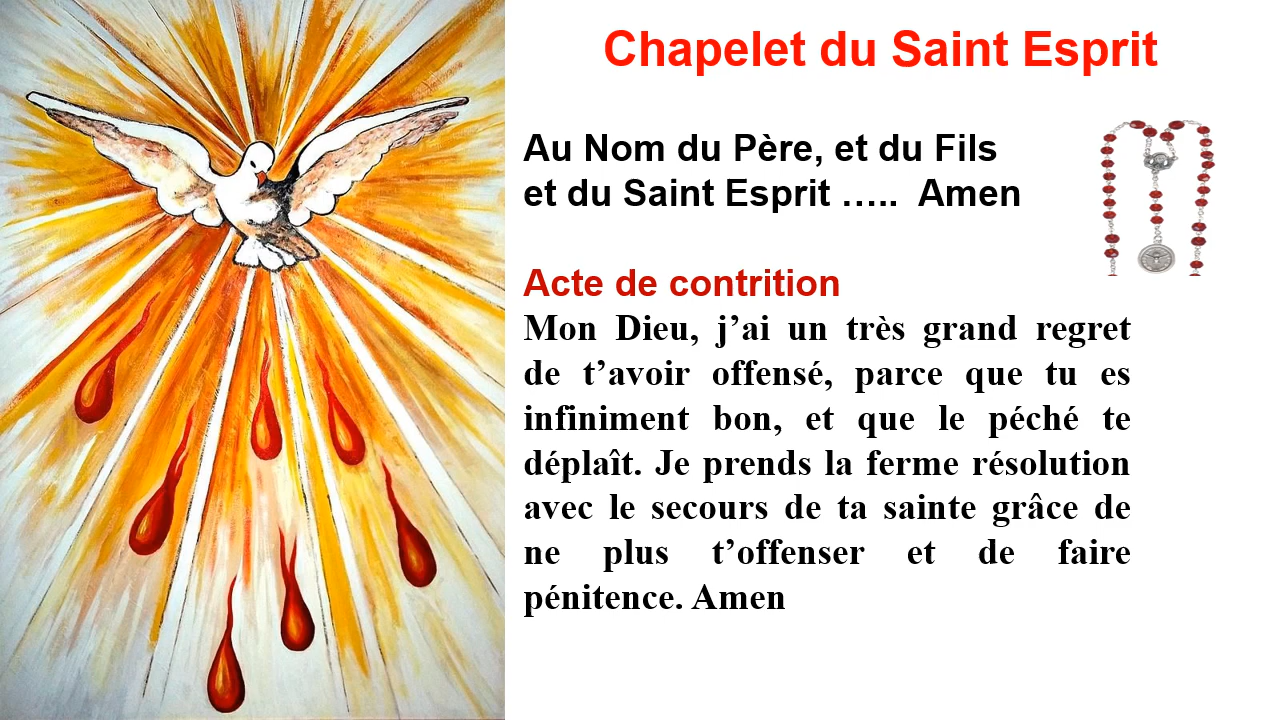 Chapelet du Saint Esprit
Au Nom du Père, et du Fils
et du Saint Esprit ..... Amen
Acte de contrition
Mon Dieu, j’ai un très grand regret
de t’avoir offensé, parce que tu es
infiniment bon, et que le péché te
déplaît. Je prends la ferme résolution
avec le secours de ta sainte grâce de
ne plus t’offenser et de faire
pénitence. Amen